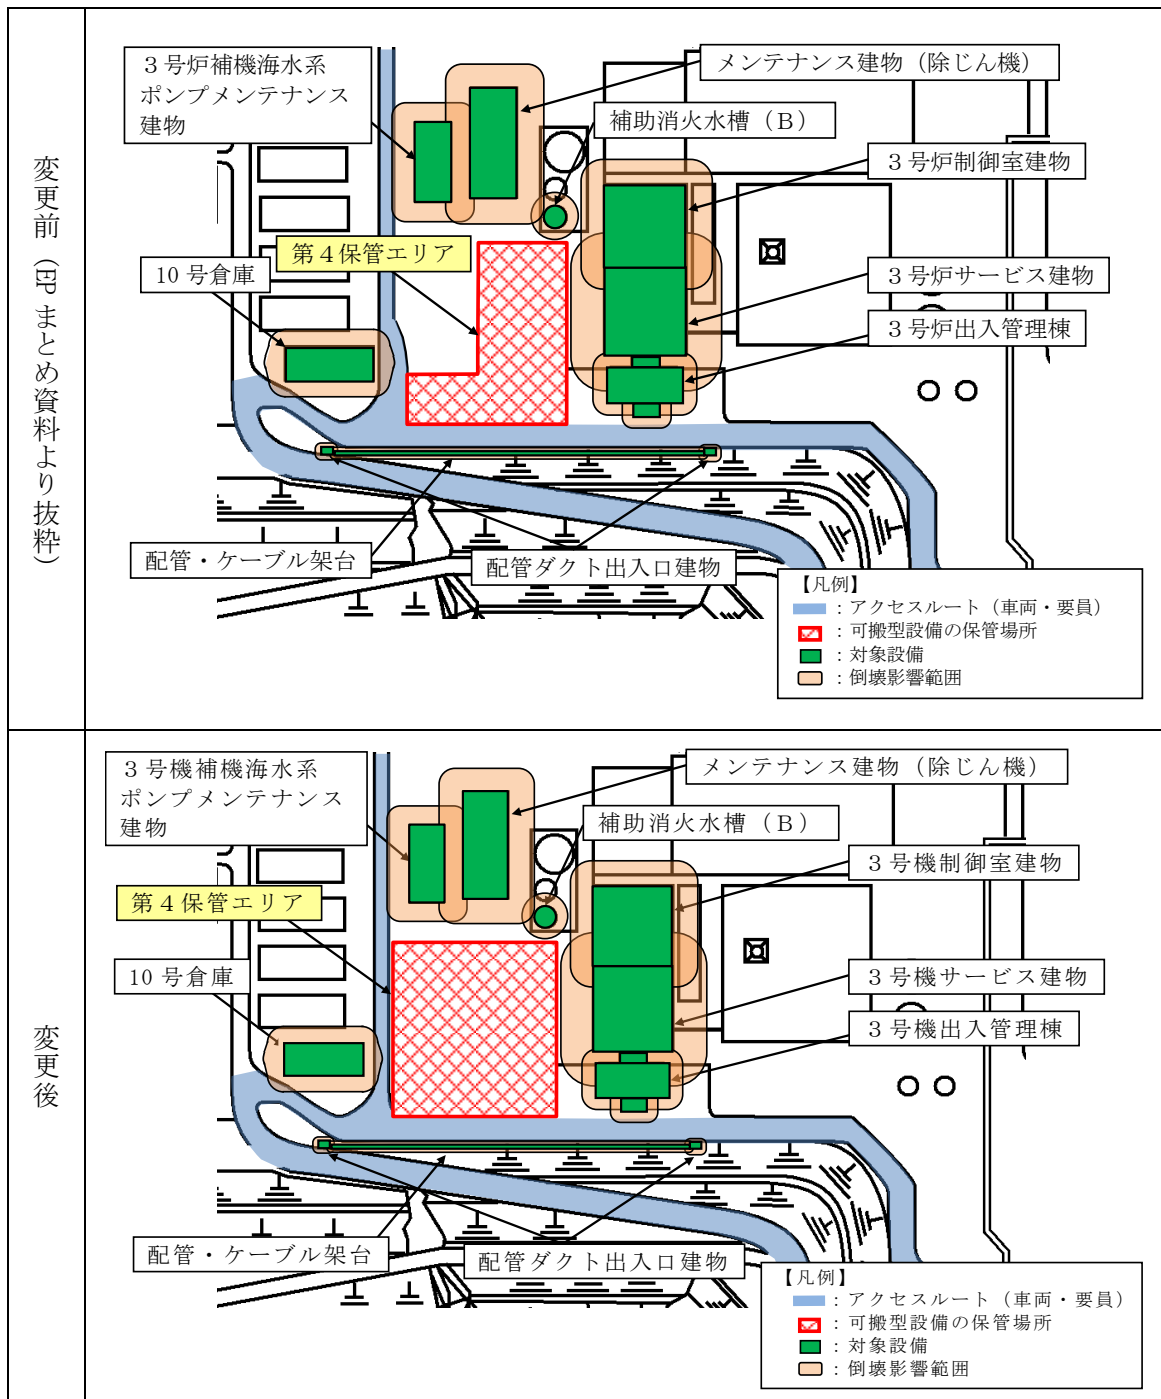 変更前（EP まとめ資料より抜粋）
３号炉補機海水系
ポンプメンテナンス
建物
メンテナンス建物（除じん機）
補助消火水槽（Ｂ）
３号炉制御室建物
第４保管エリア
10 号倉庫
３号炉サービス建物
３号炉出入管理棟
配管・ケーブル架台
配管ダクト出入口建物
【凡例】
：アクセスルート（車両・要員）
：可搬型設備の保管場所
：対象設備
：倒壊影響範囲
変更後
３号機補機海水系
ポンプメンテナンス
建物
メンテナンス建物（除じん機）
補助消火水槽（Ｂ）
３号機制御室建物
第４保管エリア
10 号倉庫
３号機サービス建物
３号機出入管理棟
配管・ケーブル架台
配管ダクト出入口建物
【凡例】
：アクセスルート（車両・要員）
：可搬型設備の保管場所
：対象設備
：倒壊影響範囲